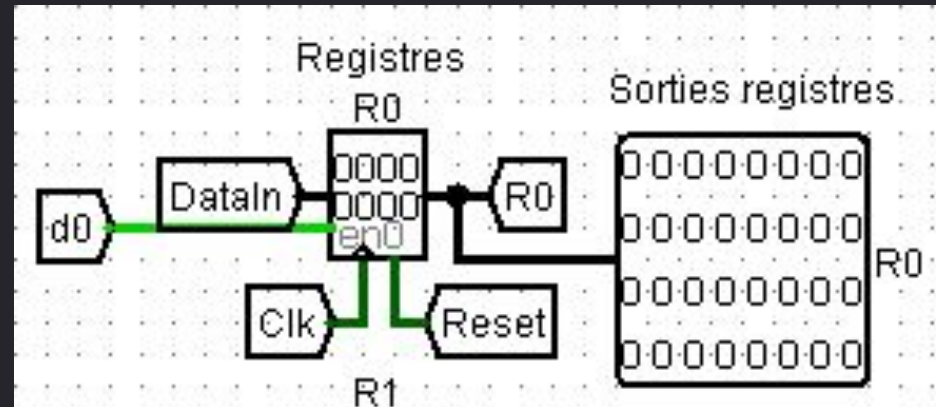 Registres
R0
Sorties registres
0000
0000
en0
DataIn
d0
R0
Clk
Reset
00000000
00000000
00000000
00000000
R0
R1